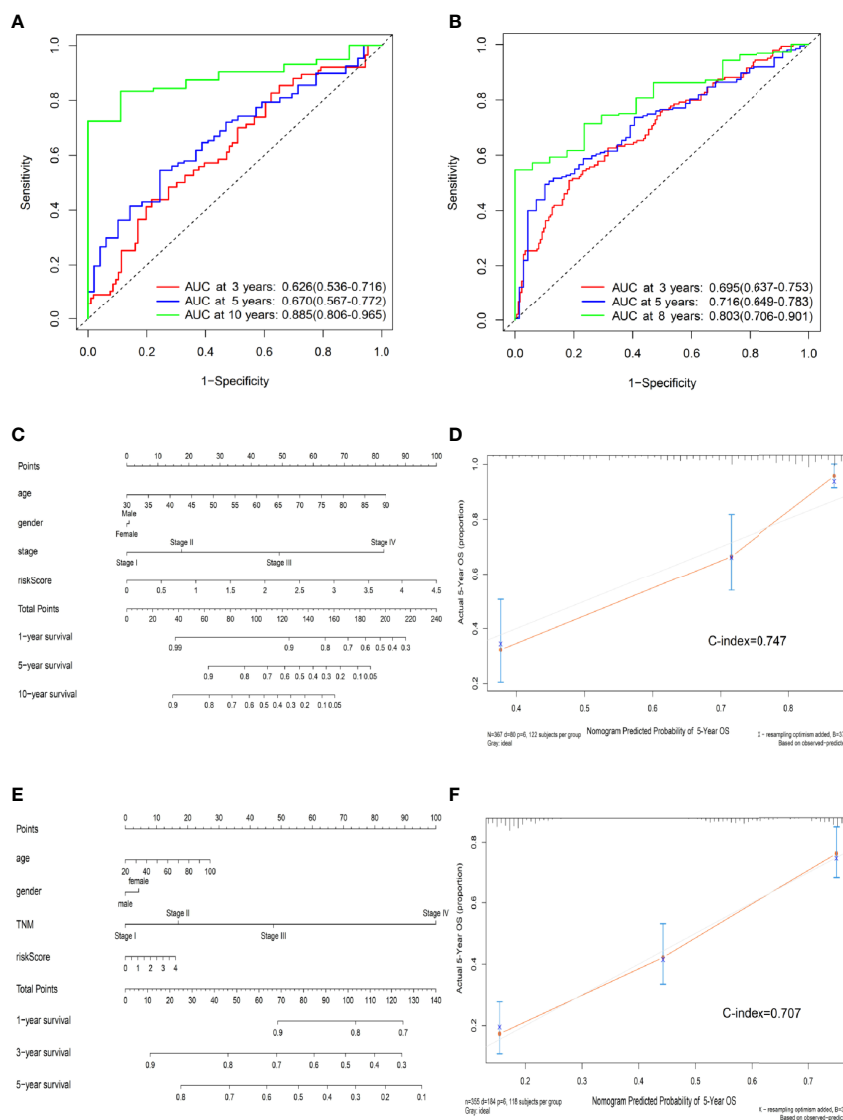 A
1.0
0.8
0.6
0.4
0.2
0.0
Sensitivity
AUC at 3 years: 0.626(0.536-0.716)
AUC at 5 years: 0.670(0.567-0.772)
AUC at 10 years: 0.885(0.806-0.965)
0.0 0.2 0.4 0.6 0.8 1.0
1-Specificity
B
1.0
0.8
0.6
0.4
0.2
0.0
Sensitivity
AUC at 3 years: 0.695(0.637-0.753)
AUC at 5 years: 0.716(0.649-0.783)
AUC at 8 years: 0.803(0.706-0.901)
0.0 0.2 0.4 0.6 0.8 1.0
1-Specificity
C
0 10 20 30 40 50 60 70 80 90 100
Points
age
30 35 40 45 50 55 60 65 70 75 80 85 90
Male
gender
Female
Stage II Stage IV
stage
Stage I Stage III
riskScore
0 0.5 1 1.5 2 2.5 3 3.5 4 4.5
Total Points
0 20 40 60 80 100 120 140 160 180 200 220 240
1-year survival
0.99 0.9 0.8 0.7 0.6 0.5 0.4 0.3
5-year survival
0.9 0.8 0.7 0.6 0.5 0.4 0.3 0.2 0.1 0.05
10-year survival
0.9 0.8 0.7 0.6 0.5 0.4 0.3 0.2 0.1 0.05
D
1.0
0.8
0.6
0.4
0.2
Actual 5-Year OS (proportion)
C-index=0.747
0.4 0.5 0.6 0.7 0.8
Nomogram Predicted Probability of 5-Year OS
N=367 d=80 p=6, 122 subjects per group
Gray: ideal
- resampling optimism added, B=
Based on observed-predic
E
0 10 20 30 40 50 60 70 80 90 100
Points
age
20 40 60 80 100
female
gender
male
Stage II Stage IV
TNM
Stage I Stage III
riskScore
0 1 2 3 4
Total Points
0 10 20 30 40 50 60 70 80 90 100 110 120 130 140
1-year survival
0.9 0.8 0.7
3-year survival
0.9 0.8 0.7 0.6 0.5 0.4 0.3
5-year survival
0.8 0.7 0.6 0.5 0.4 0.3 0.2 0.1
F
0.8
0.6
0.4
0.2
Actual 5-Year OS (proportion)
C-index=0.707
0.2 0.3 0.4 0.5 0.6 0.7
Nomogram Predicted Probability of 5-Year OS
n=355 d=184 p=6, 118 subjects per group
Gray: ideal
- resampling optimism added, B=
Based on observed-predic